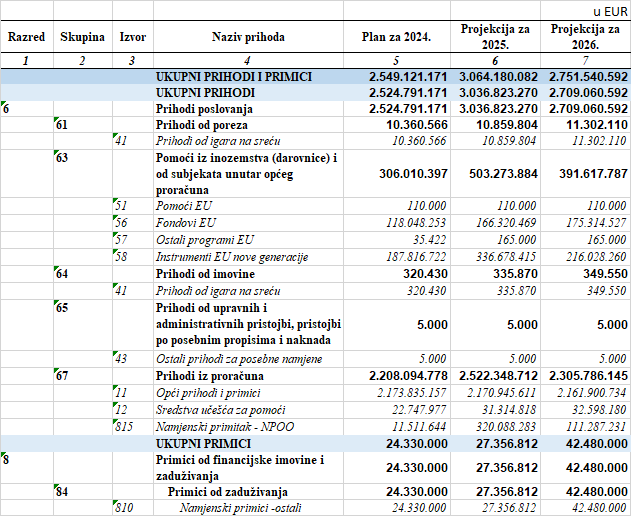 u EUR
Razred Skupina Izvor Naziv prihoda Plan za 2024. Projekcija za 2025. Projekcija za 2026.
1 2 3 4 5 6 7
UKUPNI PRIHODI I PRIMICI 2.549.121.171 3.064.180.082 2.751.540.592
UKUPNI PRIHODI 2.524.791.171 3.036.823.270 2.709.060.592
6 Prihodi poslovanja 2.524.791.171 3.036.823.270 2.709.060.592
61 Prihodi od poreza 10.360.566 10.859.804 11.302.110
41 Prihodi od igara na sreću 10.360.566 10.859.804 11.302.110
63 Pomoći iz inozemstva (darovnice) i
od subjekata unutar općeg 306.010.397 503.273.884 391.617.787
proračuna
51 Pomoći EU 110.000 110.000 110.000
56 Fondovi EU 118.048.253 166.320.469 175.314.527
57 Ostali programi EU 35.422 165.000 165.000
58 Instrumenti EU nove generacije 187.816.722 336.678.415 216.028.260
64 Prihodi od imovine 320.430 335.870 349.550
41 Prihodi od igara na sreću 320.430 335.870 349.550
65 Prihodi od upravnih i
administrativnih pristojbi, pristojbi 5.000 5.000 5.000
po posebnim propisima i naknada
43 Ostali prihodi za posebne namjene 5.000 5.000 5.000
67 Prihodi iz proračuna 2.208.094.778 2.522.348.712 2.305.786.145
11 Opći prihodi i primici 2.173.835.157 2.170.945.611 2.161.900.734
12 Sredstva učešća za pomoći 22.747.977 31.314.818 32.598.180
815 Namjenski primitak - NPOO 11.511.644 320.088.283 111.287.231
UKUPNI PRIMICI 24.330.000 27.356.812 42.480.000
8 Primici od financijske imovine i
zaduživanja 24.330.000 27.356.812 42.480.000
84 Primici od zaduživanja 24.330.000 27.356.812 42.480.000
810 Namjenski primici -ostali 24.330.000 27.356.812 42.480.000